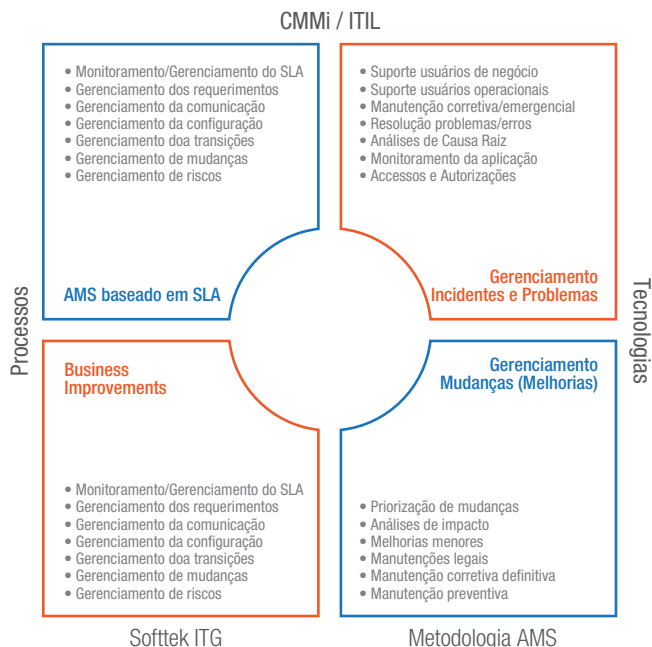 CMMi / ITIL
• Monitoramento/Gerenciamento do SLA
• Gerenciamento dos requerimentos
• Gerenciamento da comunicação
• Gerenciamento da configuração
• Gerenciamento doa transições
• Gerenciamento de mudanças
• Gerenciamento de riscos
AMS baseado em SLA
• Suporte usuários de negócio
• Suporte usuários operacionais
• Manutenção corretiva/emergencial
• Resolução problemas/erros
• Análises de Causa Raiz
• Monitoramento da aplicação
• Accessos e Autorizações
Gerenciamento
Incidentes e Problemas
Processos
Tecnologias
Business
Improvements
• Monitoramento/Gerenciamento do SLA
• Gerenciamento dos requerimentos
• Gerenciamento da comunicação
• Gerenciamento da configuração
• Gerenciamento doa transições
• Gerenciamento de mudanças
• Gerenciamento de riscos
Gerenciamento
Mudanças (Melhorias)
• Priorização de mudanças
• Análises de impacto
• Melhorias menores
• Manutenções legais
• Manutenção corretiva definitiva
• Manutenção preventiva
Softtek ITG
Metodologia AMS